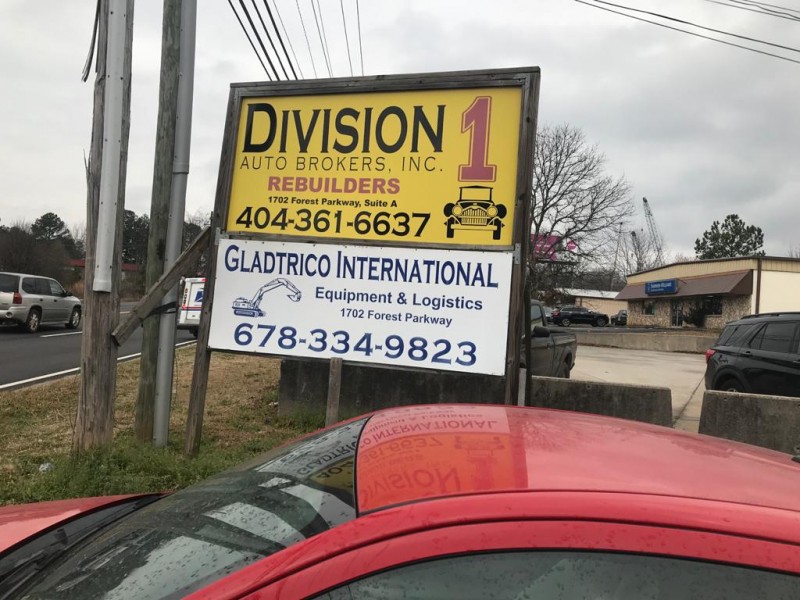 DIVISION 1
AUTO BROKERS, INC.
REBUILDERS
1702 Forest Parkway, Suite A
404-361-6637
GLADTRICO INTERNATIONAL
Equipment & Logistics
1702 Forest Parkway
678-334-9823